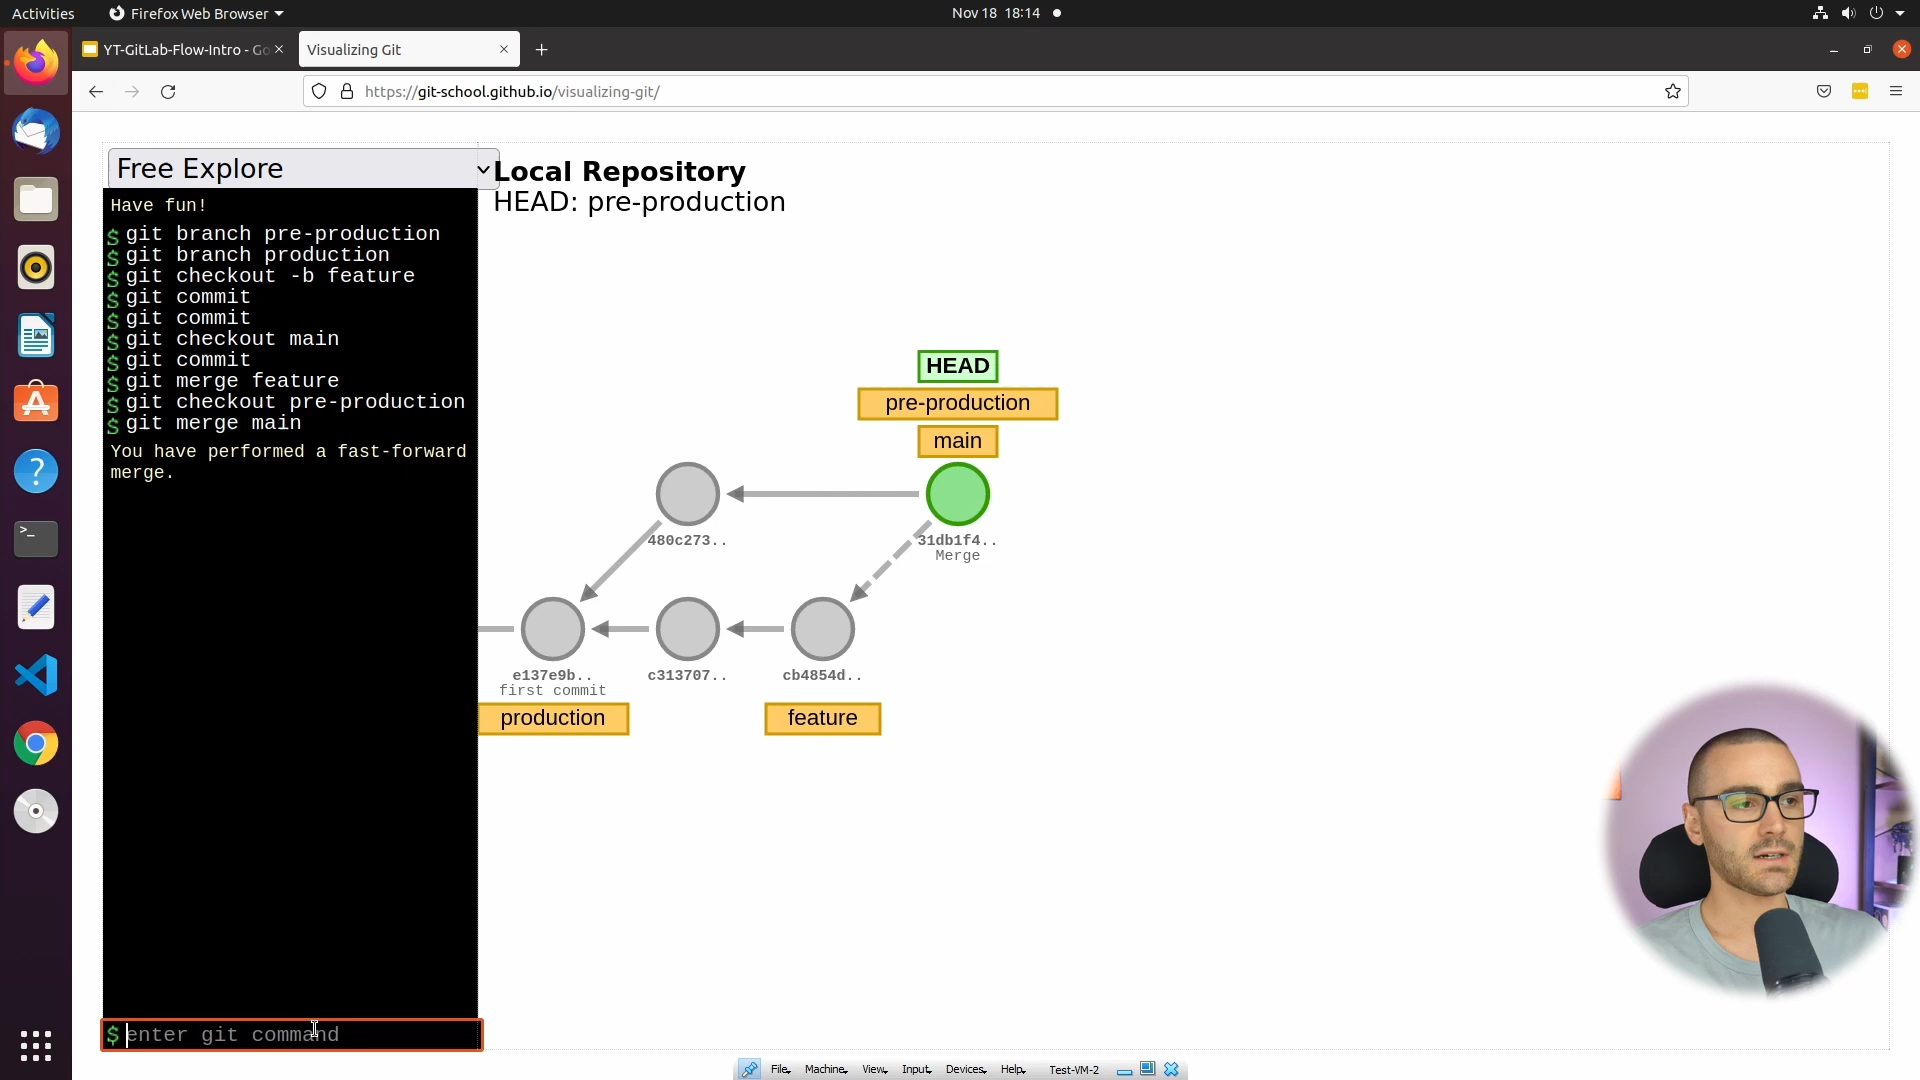 Activities
Firefox Web Browser
Nov 18 18:14
YT-GitLab-Flow-Intro - Go
Visualizing Git
https://git-school.github.io/visualizing-git/
Free Explore
Local Repository
HEAD: pre-production
Have fun!
$ git branch pre-production
$ git branch production
$ git checkout -b feature
$ git commit
$ git commit
$ git checkout main
$ git commit
$ git merge feature
$ git checkout pre-production
$ git merge main
You have performed a fast-forward
merge.
HEAD
pre-production
main
480c273..
31db1f4..
Merge
e137e9b..
first commit
c313707..
cb4854d..
production
feature
$ enter git command
File
Machine
View
Input
Devices
Help
Test-VM-2